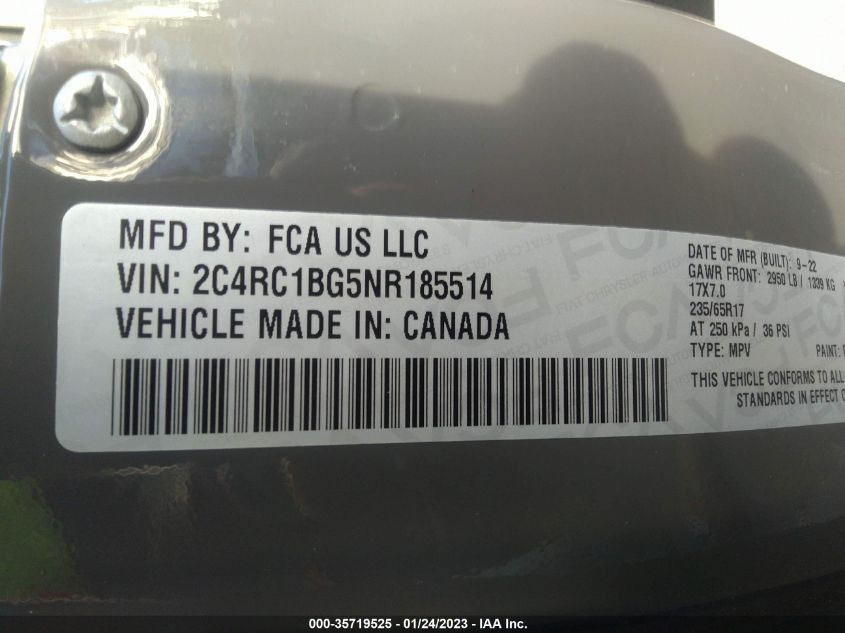 MFD BY: FCA US LLC
VIN: 2C4RC1BG5NR185514
VEHICLE MADE IN: CANADA
DATE OF MFR (BUILT): 9-22
GAWR FRONT: 2950 LB / 1339 KG
17X7.0
235/65R17
AT 250 kPa / 36 PSI
TYPE: MPV PAINT:
THIS VEHICLE CONFORMS TO ALL
STANDARDS IN EFFECT
000-35719525 - 01/24/2023 - IAA Inc.